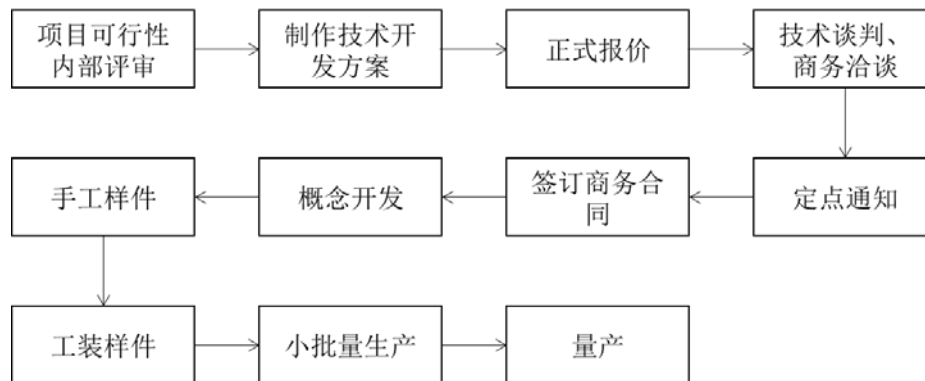 项目可行性
内部评审
制作技术开
发方案
正式报价
技术谈判、
商务洽谈
定点通知
签订商务合
同
概念开发
手工样件
工装样件
小批量生产
量产